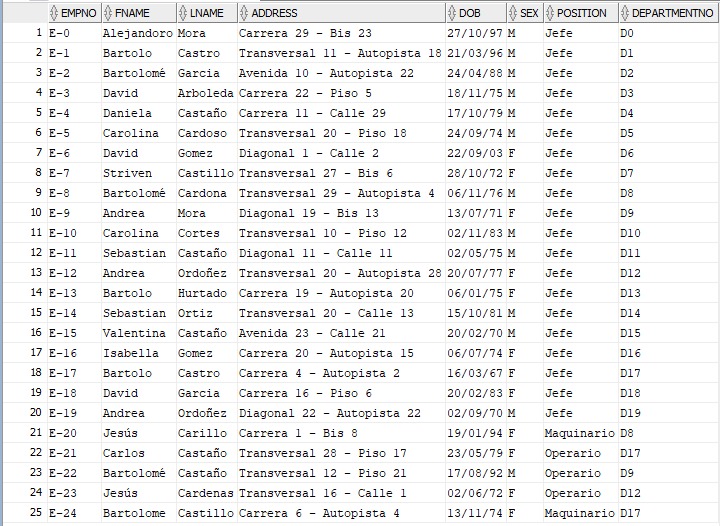 EMPNO FNAME LNAME ADDRESS DOB SEX POSITION DEPARTMENTNO
1 E-0 Alejandoro Mora Carrera 29 - Bis 23 27/10/97 M Jefe D0
2 E-1 Bartolo Castro Transversal 11 - Autopista 18 21/03/96 M Jefe D1
3 E-2 Bartolomé Garcia Avenida 10 - Autopista 22 24/04/88 M Jefe D2
4 E-3 David Arboleda Carrera 22 - Piso 5 18/11/75 M Jefe D3
5 E-4 Daniela Castaño Carrera 11 - Calle 29 17/10/79 M Jefe D4
6 E-5 Carolina Cardoso Transversal 20 - Piso 18 24/09/74 M Jefe D5
7 E-6 David Gomez Diagonal 1 - Calle 2 22/09/03 F Jefe D6
8 E-7 Striven Castillo Transversal 27 - Bis 6 28/10/72 F Jefe D7
9 E-8 Bartolomé Cardona Transversal 29 - Autopista 4 06/11/76 M Jefe D8
10 E-9 Andrea Mora Diagonal 19 - Bis 13 13/07/71 F Jefe D9
11 E-10 Carolina Cortes Transversal 10 - Piso 12 02/11/83 M Jefe D10
12 E-11 Sebastian Castaño Diagonal 11 - Calle 11 02/05/75 M Jefe D11
13 E-12 Andrea Ordoñez Transversal 20 - Autopista 28 20/07/77 F Jefe D12
14 E-13 Bartolo Hurtado Carrera 19 - Autopista 20 06/01/75 F Jefe D13
15 E-14 Sebastian Ortiz Transversal 20 - Calle 13 15/10/81 M Jefe D14
16 E-15 Valentina Castaño Avenida 23 - Calle 21 20/02/70 M Jefe D15
17 E-16 Isabella Gomez Carrera 20 - Autopista 15 06/07/74 F Jefe D16
18 E-17 Bartolo Castro Carrera 4 - Autopista 2 16/03/67 F Jefe D17
19 E-18 David Garcia Carrera 16 - Piso 6 20/02/83 F Jefe D18
20 E-19 Andrea Ordoñez Diagonal 22 - Autopista 22 02/09/70 M Jefe D19
21 E-20 Jesús Carillo Carrera 1 - Bis 8 19/01/94 F Maquinario D8
22 E-21 Carlos Castaño Transversal 28 - Piso 17 23/05/79 F Operario D17
23 E-22 Bartolomé Castaño Transversal 12 - Piso 21 17/08/92 M Operario D9
24 E-23 Jesús Cardenas Transversal 16 - Calle 1 02/06/72 F Operario D12
25 E-24 Bartolome Castillo Carrera 6 - Autopista 4 13/11/74 F Maquinario D17